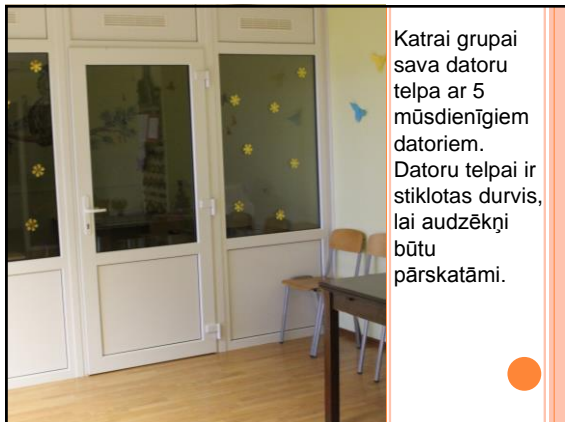 Katrai grupai
sava datoru
telpa ar 5
mūsdienīgiem
datoriem.
Datoru telpai ir
stiklotas durvis,
lai audzēkņi
būtu
pārskatāmi.